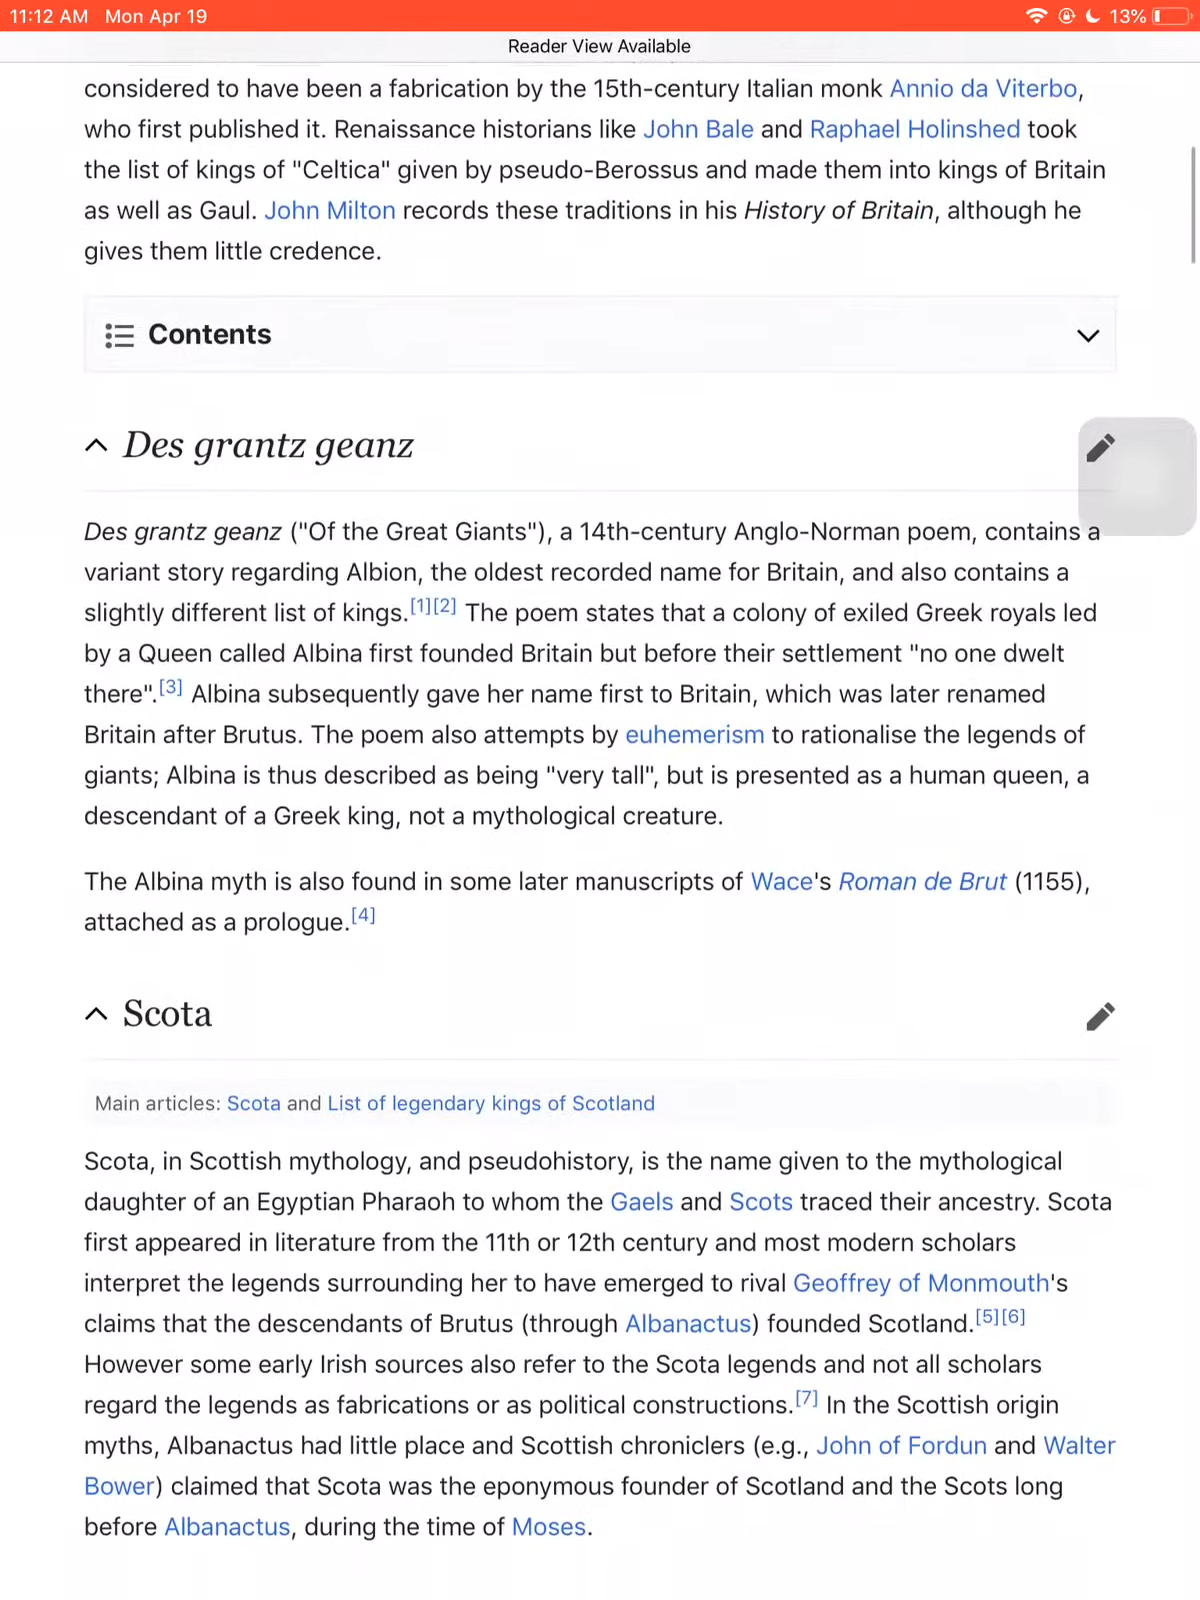 11:12 AM Mon Apr 19
13%
Reader View Available
considered to have been a fabrication by the 15th-century Italian monk Annio da Viterbo,
who first published it. Renaissance historians like John Bale and Raphael Holinshed took
the list of kings of "Celtica" given by pseudo-Berossus and made them into kings of Britain
as well as Gaul. John Milton records these traditions in his History of Britain, although he
gives them little credence.
Contents
Des grantz geanz
Des grantz geanz ("Of the Great Giants"), a 14th-century Anglo-Norman poem, contains a
variant story regarding Albion, the oldest recorded name for Britain, and also contains a
slightly different list of kings.[1][2] The poem states that a colony of exiled Greek royals led
by a Queen called Albina first founded Britain but before their settlement "no one dwelt
there".[3] Albina subsequently gave her name first to Britain, which was later renamed
Britain after Brutus. The poem also attempts by euhemerism to rationalise the legends of
giants; Albina is thus described as being "very tall", but is presented as a human queen, a
descendant of a Greek king, not a mythological creature.
The Albina myth is also found in some later manuscripts of Wace's Roman de Brut (1155),
attached as a prologue.[4]
Scota
Main articles: Scota and List of legendary kings of Scotland
Scota, in Scottish mythology, and pseudohistory, is the name given to the mythological
daughter of an Egyptian Pharaoh to whom the Gaels and Scots traced their ancestry. Scota
first appeared in literature from the 11th or 12th century and most modern scholars
interpret the legends surrounding her to have emerged to rival Geoffrey of Monmouth's
claims that the descendants of Brutus (through Albanactus) founded Scotland.[5][6]
However some early Irish sources also refer to the Scota legends and not all scholars
regard the legends as fabrications or as political constructions.[7] In the Scottish origin
myths, Albanactus had little place and Scottish chroniclers (e.g., John of Fordun and Walter
Bower) claimed that Scota was the eponymous founder of Scotland and the Scots long
before Albanactus, during the time of Moses.